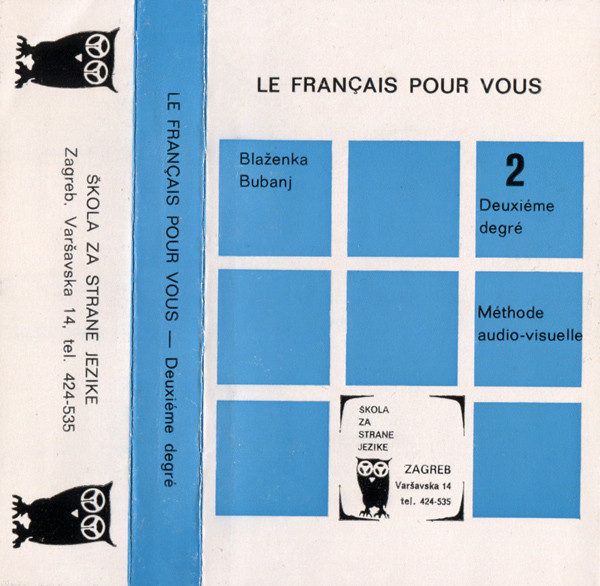 ŠKOLA ZA STRANE JEZIKE
Zagreb, Varšavska 14, tel. 424-535
LE FRANÇAIS POUR VOUS — Deuxiéme degré
LE FRANÇAIS POUR VOUS
Blaženka
Bubanj
2
Deuxiéme
degré
Méthode
audio-visuelle
ŠKOLA
ZA
STRANE
JEZIKE
ZAGREB
Varšavska 14
tel. 424-535